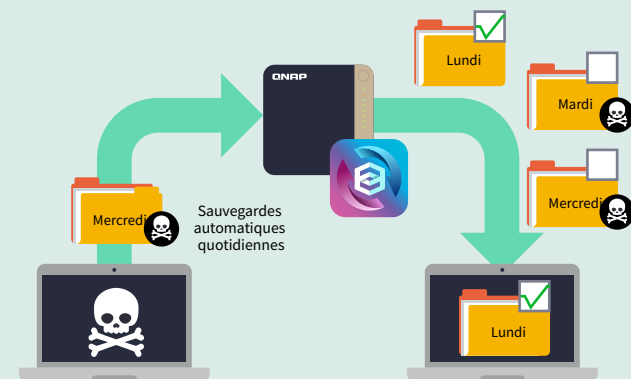 QNAP
Lundi
Mardi
Mercredi
Mercredi
Sauvegardes
automatiques
quotidiennes
Lundi